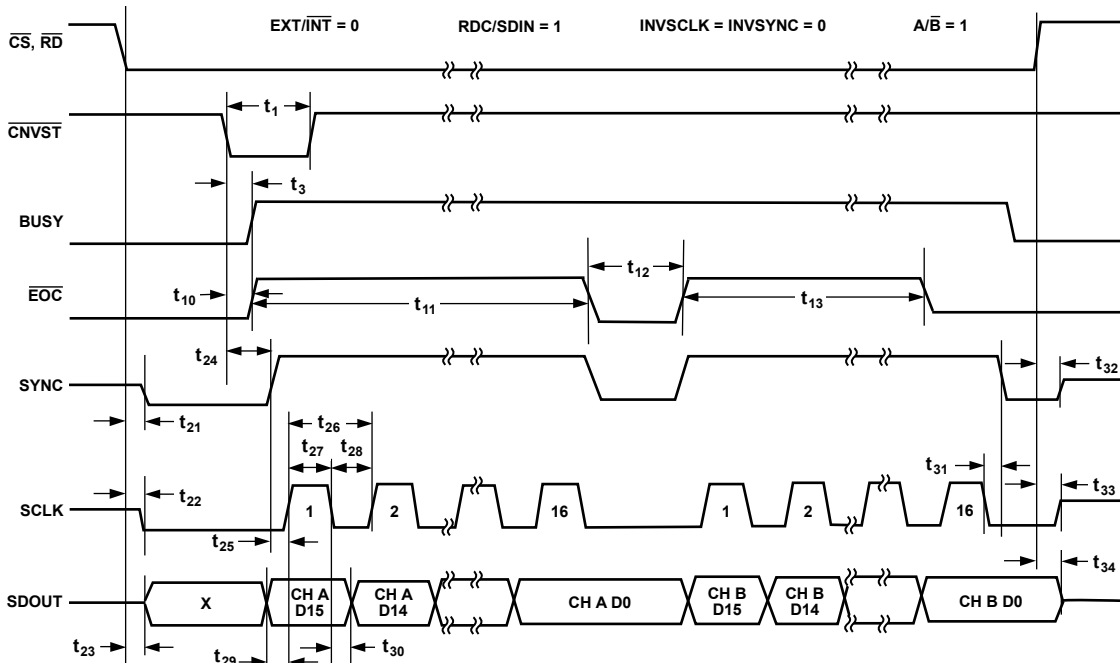 EXT/INT = 0 RDC/SDIN = 1 INVSCLK = INVSYNC = 0 A/B = 1
CS, RD
t1
CNVST
t3
BUSY
t12
EOC
t10
t11
t13
t24
SYNC
t32
t21
t26
t27 t28
t31
t22
t33
SCLK
1 2 16 1 2 16
t25
t34
SDOUT
X
CH A D15
CH A D14
CH A D0
CH B D15
CH B D14
CH B D0
t23
t29
t30